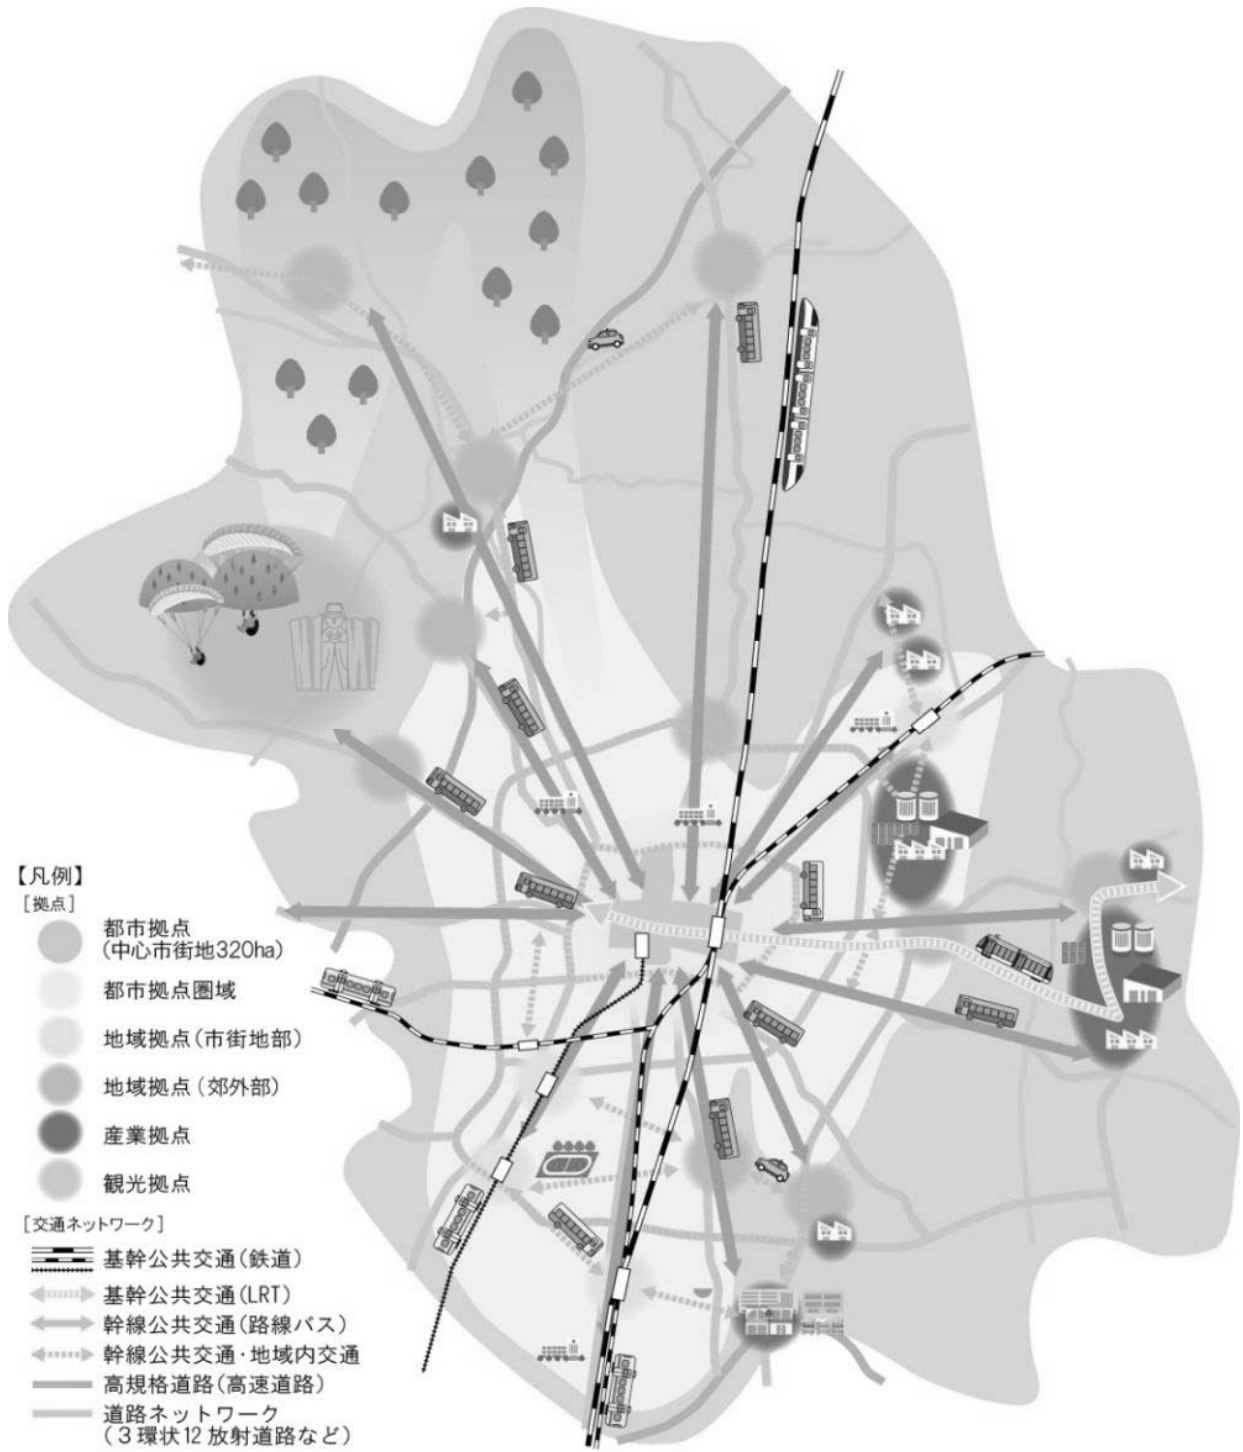 【凡例】
[拠点]
都市拠点
(中心市街地320ha)
都市拠点圏域
地域拠点(市街地部)
地域拠点(郊外部)
産業拠点
観光拠点
[交通ネットワーク]
基幹公共交通(鉄道)
基幹公共交通(LRT)
幹線公共交通(路線バス)
幹線公共交通・地域内交通
高規格道路(高速道路)
道路ネットワーク
(3環状12放射道路など)